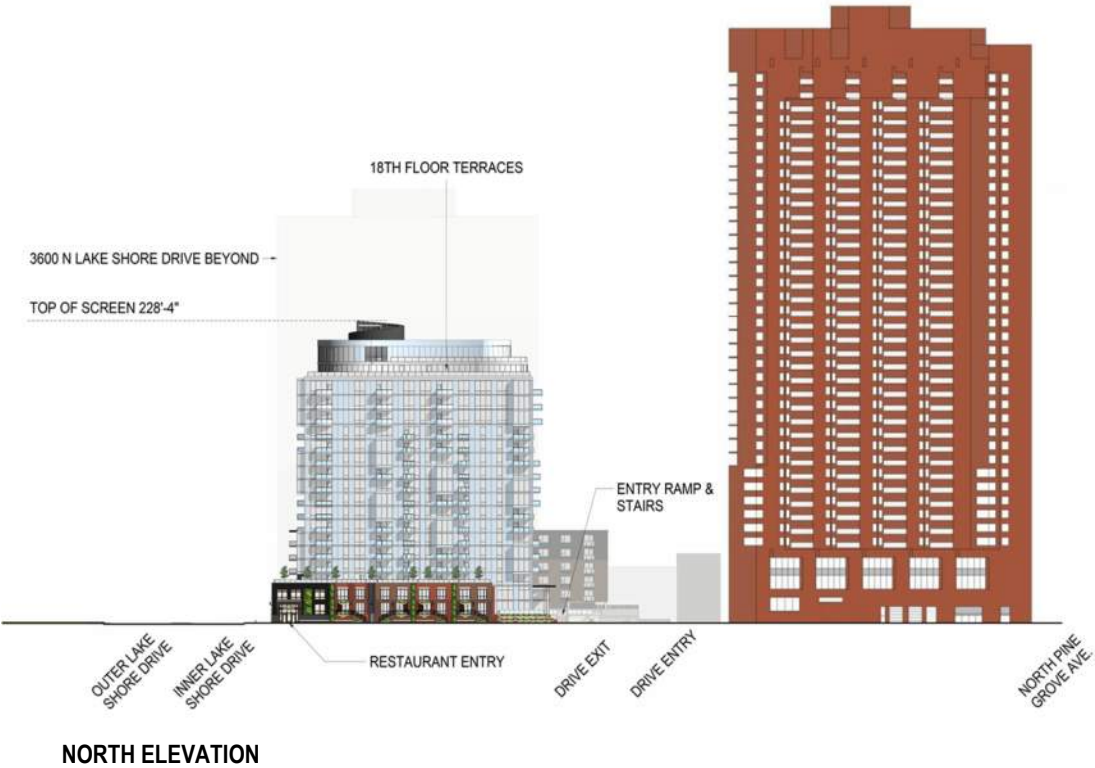 18TH FLOOR TERRACES
3600 N LAKE SHORE DRIVE BEYOND
TOP OF SCREEN 228'-4"
ENTRY RAMP &
STAIRS
RESTAURANT ENTRY
OUTER LAKE
SHORE DRIVE
INNER LAKE
SHORE DRIVE
DRIVE EXIT
DRIVE ENTRY
NORTH PINE
GROVE AVE.
NORTH ELEVATION